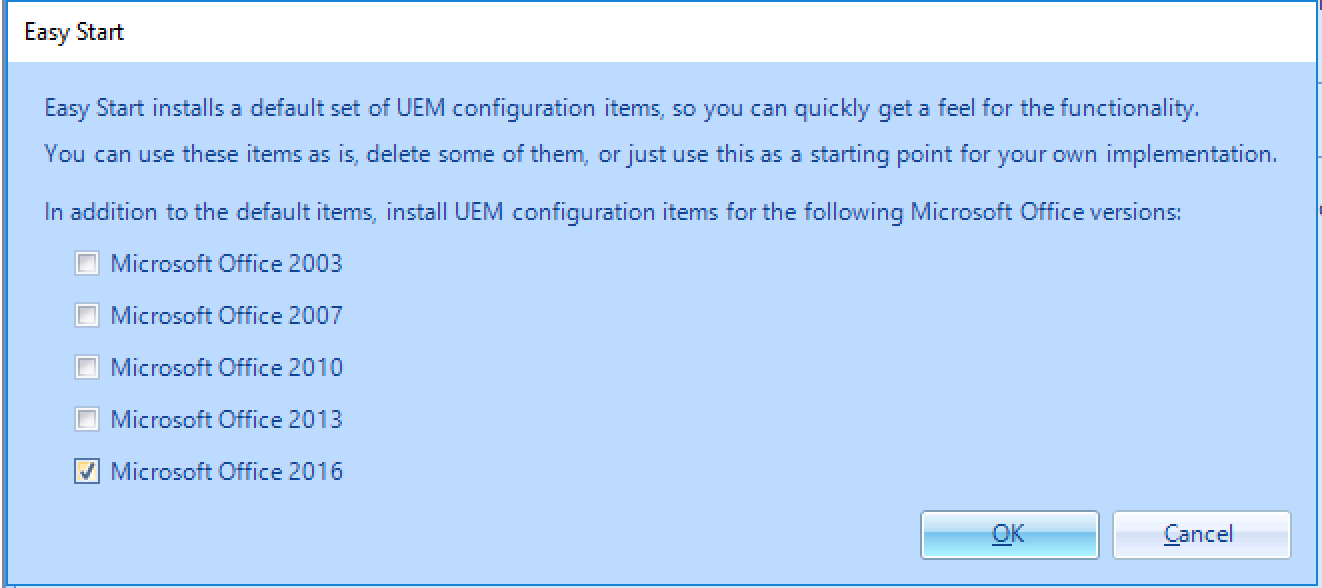 Easy Start
Easy Start installs a default set of UEM configuration items, so you can quickly get a feel for the functionality.
You can use these items as is, delete some of them, or just use this as a starting point for your own implementation.
In addition to the default items, install UEM configuration items for the following Microsoft Office versions:
Microsoft Office 2003
Microsoft Office 2007
Microsoft Office 2010
Microsoft Office 2013
Microsoft Office 2016
OK Cancel